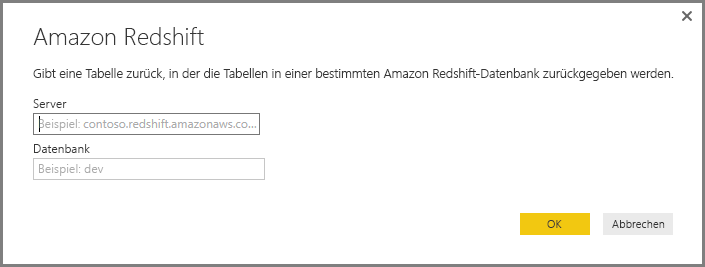 Amazon Redshift
Gibt eine Tabelle zurück, in der die Tabellen in einer bestimmten Amazon Redshift-Datenbank zurückgegeben werden.
Server
Beispiel: contoso.redshift.amazonaws.co...
Datenbank
Beispiel: dev
OK Abbrechen